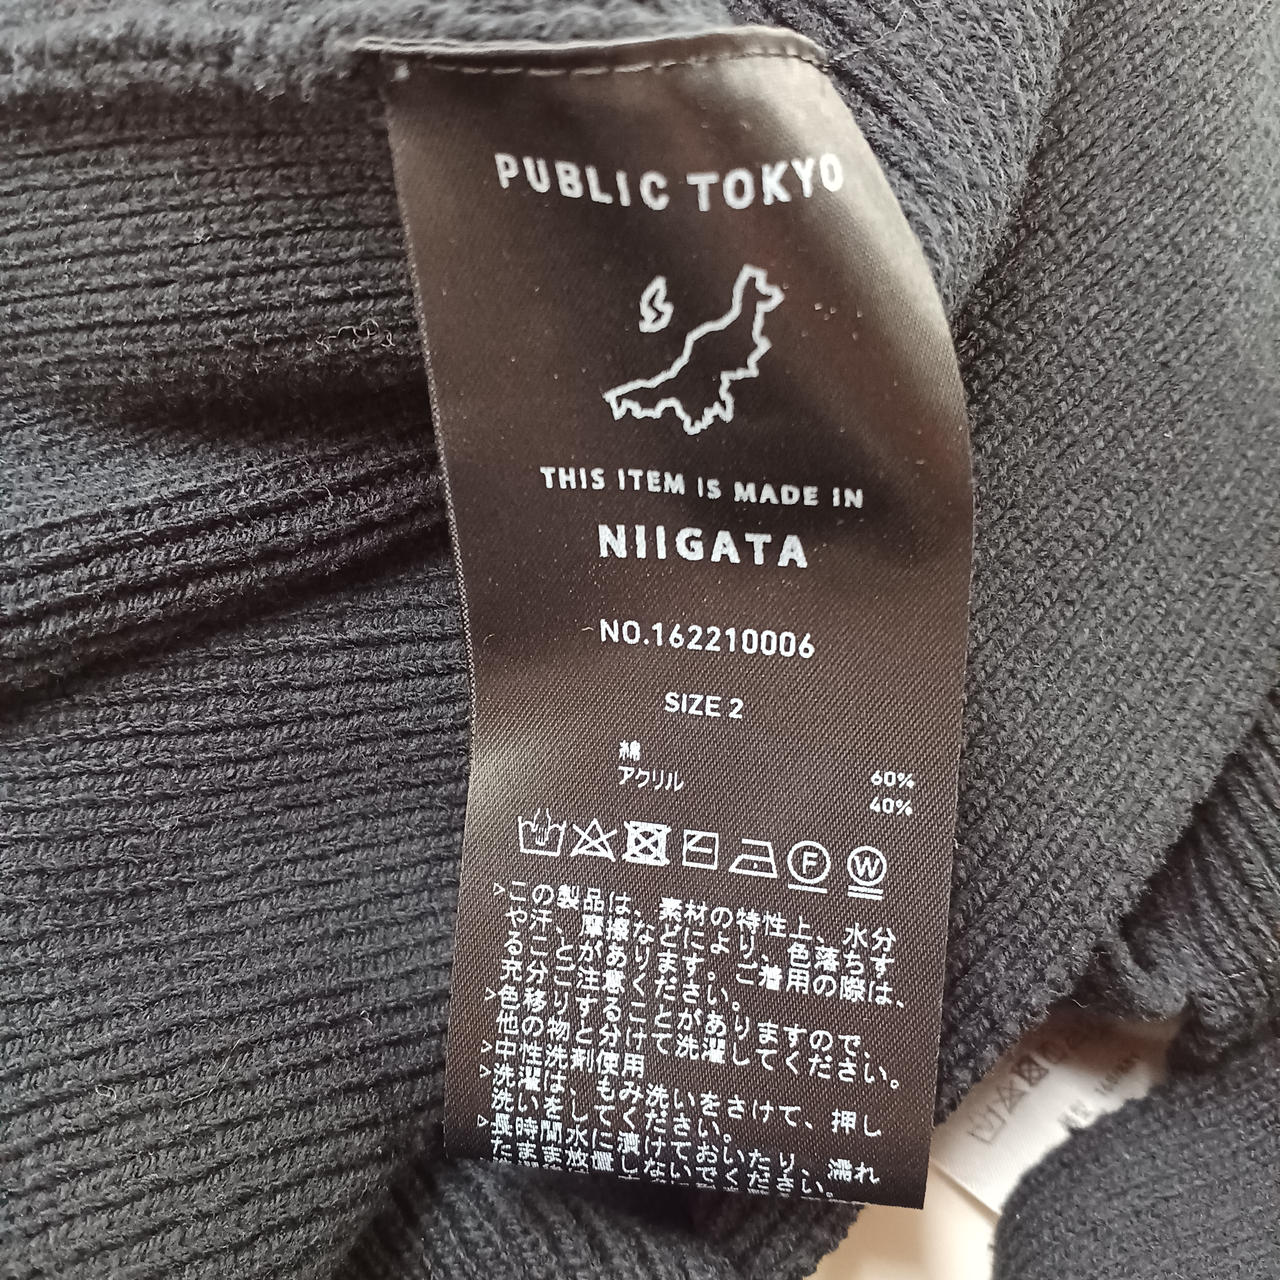 PUBLIC TOKYO
THIS ITEM IS MADE IN
NIIGATA
NO.162210006
SIZE 2
綿 60%
アクリル 40%
F W
>この製品は、素材の特性上、水分
や汗、摩擦などにより、色落ちす
ることがあります。ご着用の際は、
充分ご注意ください。
>色移りすることがありますので、
他の物と分けて洗濯してください。
>中性洗剤使用
>洗濯は、もみ洗いをさけて、押し
洗いをしてください。
>長時間水に漬けておいたり、濡れ
たまま放置しないでください。